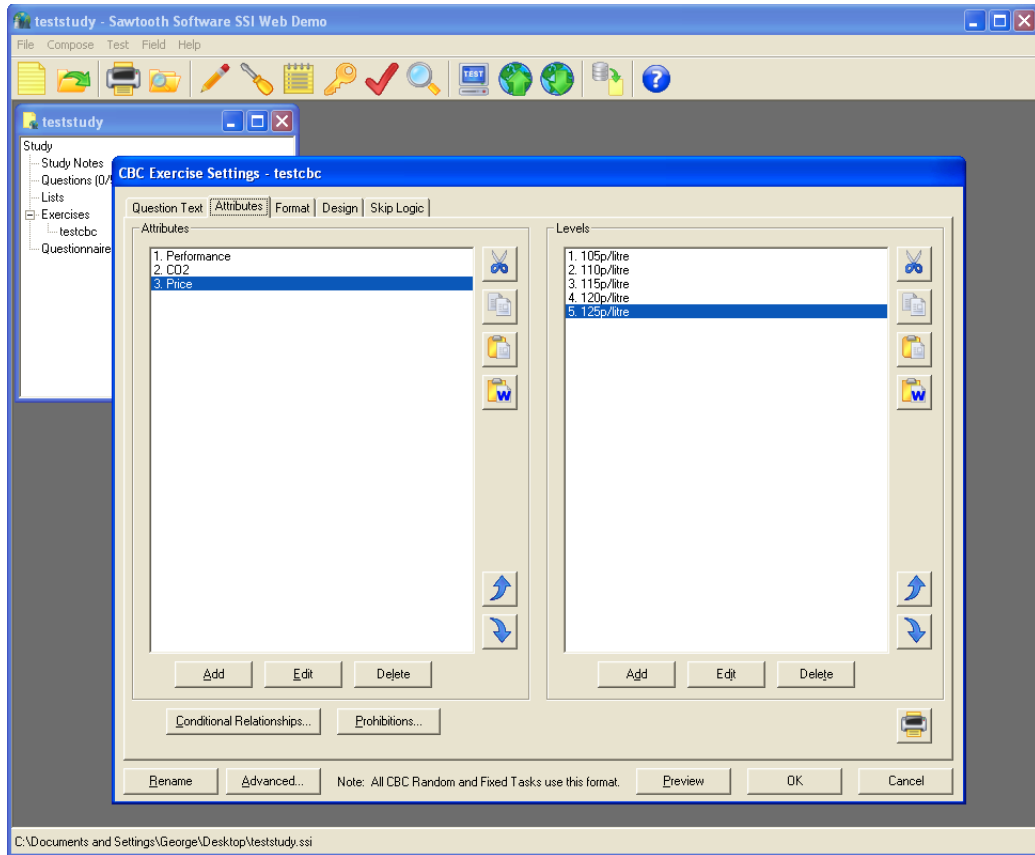 teststudy - Sawtooth Software SSI Web Demo
File Compose Test Field Help
TEST
teststudy
Study
Study Notes
Questions (0/
Lists
Exercises
testcbc
Questionnaire
CBC Exercise Settings - testcbc
Question Text Attributes Format Design Skip Logic
Attributes
1. Performance
2. CO2
3. Price
W
Add Edit Delete
Levels
1. 105p/litre
2. 110p/litre
3. 115p/litre
4. 120p/litre
5. 125p/litre
W
Add Edit Delete
Conditional Relationships... Prohibitions...
Rename Advanced... Note: All CBC Random and Fixed Tasks use this format. Preview OK Cancel
C:\Documents and Settings\George\Desktop\teststudy.ssi